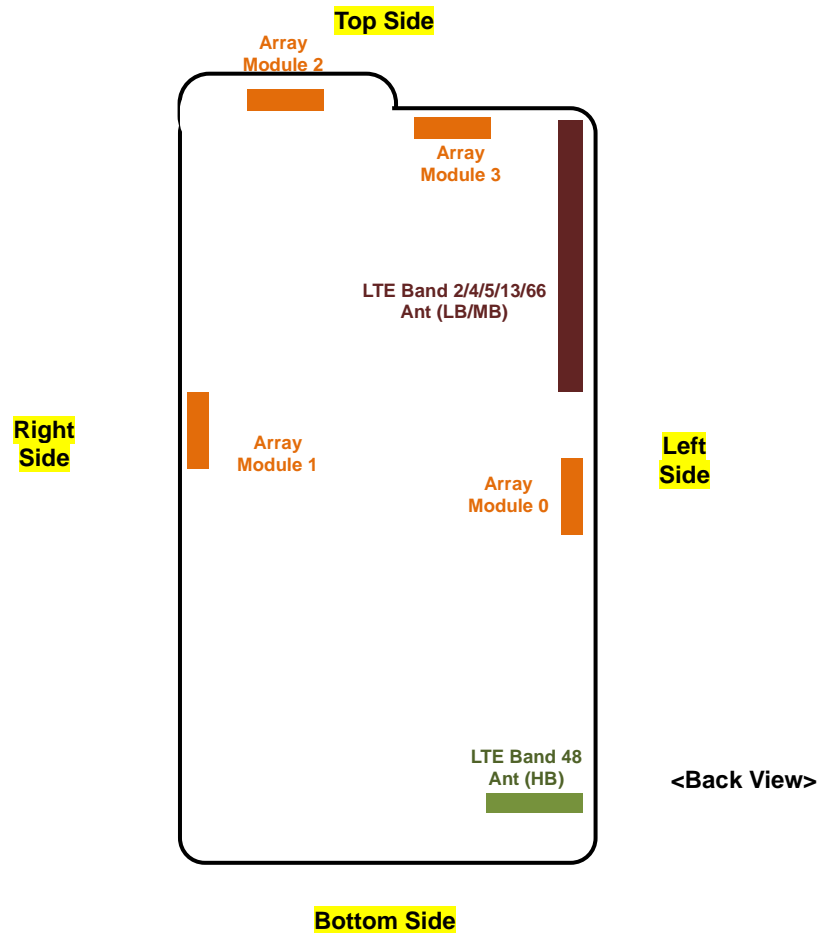 Top Side
Array
Module 2
Array
Module 3
LTE Band 2/4/5/13/66
Ant (LB/MB)
Right
Side
Array
Module 1
Left
Side
Array
Module 0
LTE Band 48
Ant (HB)
<Back View>
Bottom Side